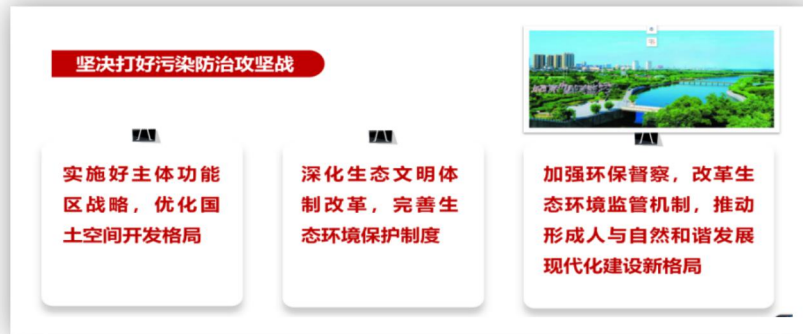 坚决打好污染防治攻坚战
实施好主体功能
区战略，优化国
土空间开发格局
深化生态文明体
制改革，完善生
态环境保护制度
加强环保督察，改革生
态环境监管机制，推动
形成人与自然和谐发展
现代化建设新格局